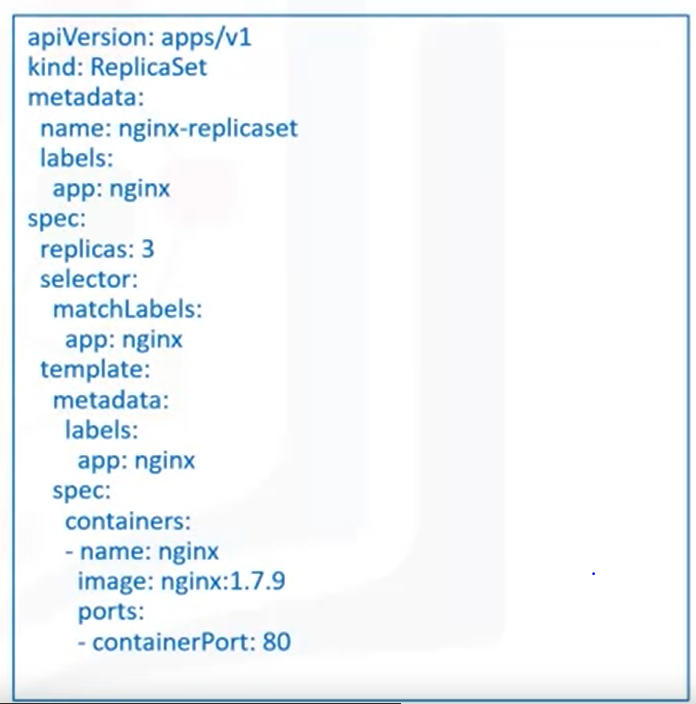 apiVersion: apps/v1
kind: ReplicaSet
metadata:
  name: nginx-replicaset
  labels:
    app: nginx
spec:
  replicas: 3
  selector:
    matchLabels:
      app: nginx
  template:
    metadata:
      labels:
        app: nginx
    spec:
      containers:
      - name: nginx
        image: nginx:1.7.9
        ports:
        - containerPort: 80